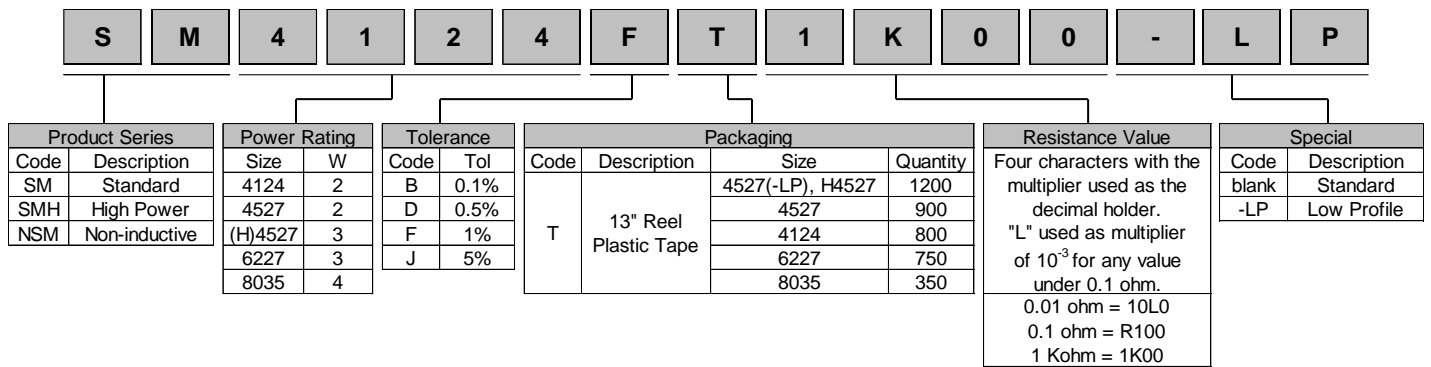 S M 4 1 2 4 F T 1 K 0 0 - L P
Product Series
Code Description
SM Standard
SMH High Power
NSM Non-inductive
Power Rating
Size W
4124 2
4527 2
(H)4527 3
6227 3
8035 4
Tolerance
Code Tol
B 0.1%
D 0.5%
F 1%
J 5%
Packaging
Code Description Size Quantity
T
13" Reel
Plastic Tape
4527(-LP), H4527 1200
4527 900
4124 800
6227 750
8035 350
Resistance Value
Four characters with the
multiplier used as the
decimal holder.
"L" used as multiplier
of 10-3 for any value
under 0.1 ohm.
0.01 ohm = 10L0
0.1 ohm = R100
1 Kohm = 1K00
Special
Code Description
blank Standard
-LP Low Profile